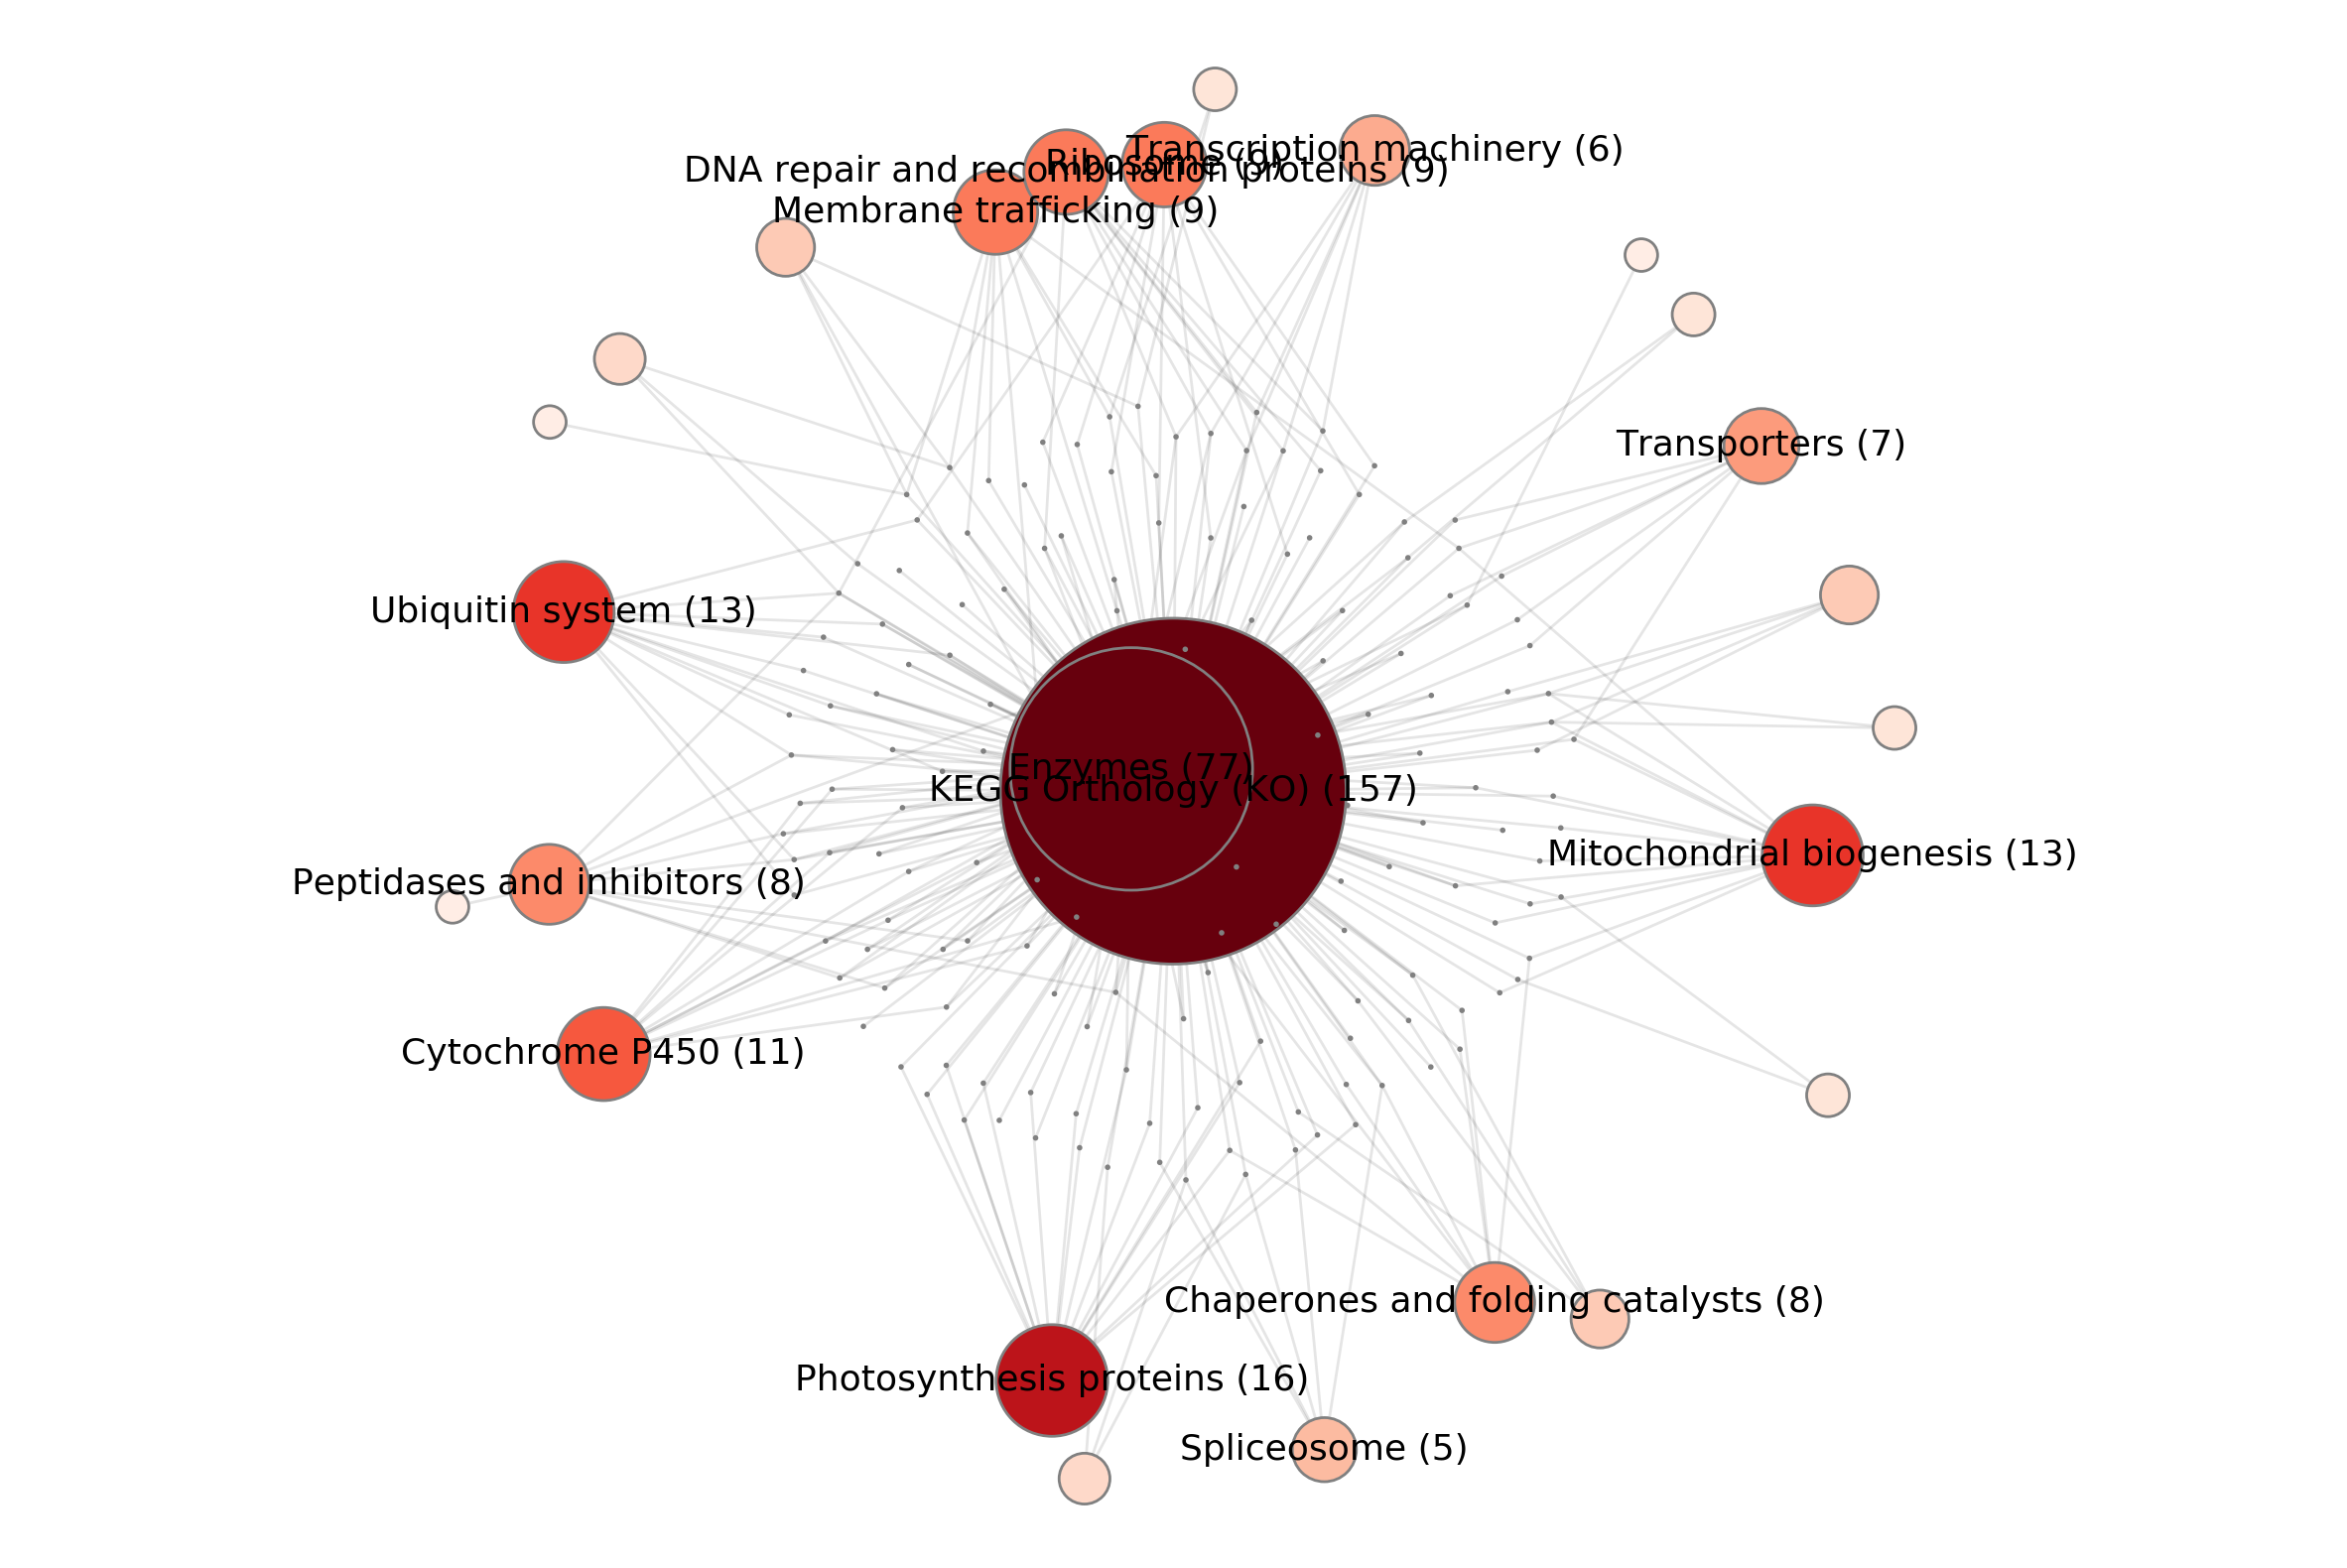 Transcription machinery (6)
Ribosome (9)
DNA repair and recombination proteins (9)
Membrane trafficking (9)
Transporters (7)
Ubiquitin system (13)
Enzymes (77)
KEGG Orthology (KO) (157)
Mitochondrial biogenesis (13)
Peptidases and inhibitors (8)
Cytochrome P450 (11)
Chaperones and folding catalysts (8)
Photosynthesis proteins (16)
Spliceosome (5)